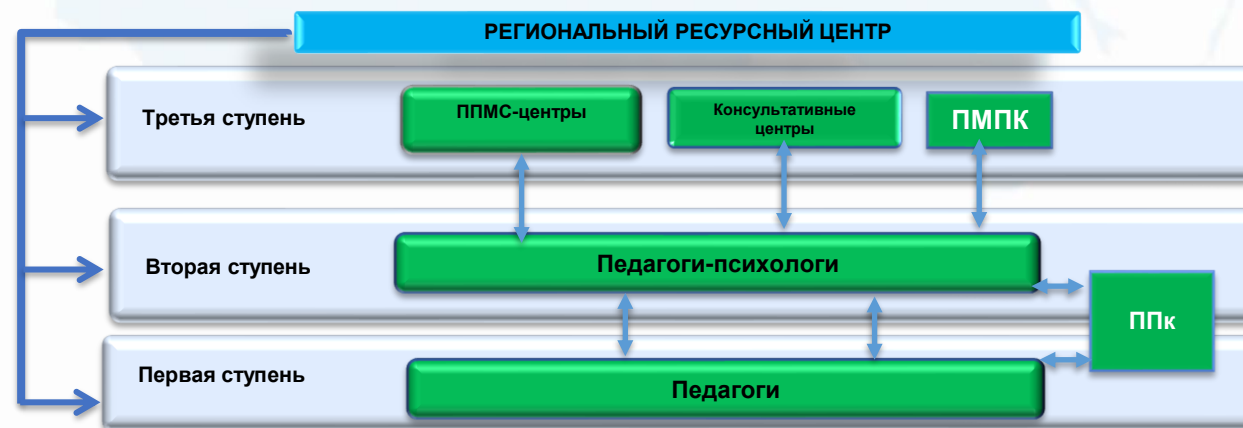 РЕГИОНАЛЬНЫЙ РЕСУРСНЫЙ ЦЕНТР
Третья ступень
ППМС-центры
Консультативные
центры
ПМПК
Вторая ступень
Педагоги-психологи
ППк
Первая ступень
Педагоги